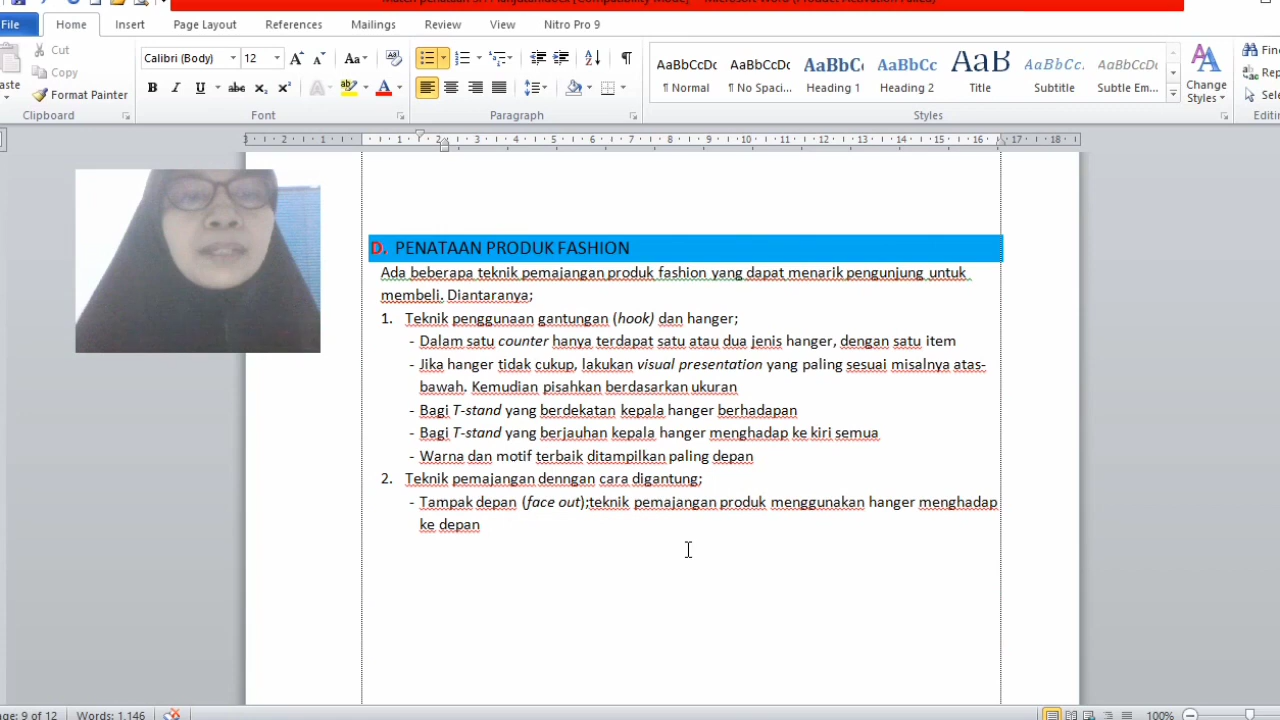 File Home Insert Page Layout References Mailings Review View Nitro Pro 9
Cut
Copy
Format Painter
Clipboard
Calibri (Body) 12
Font
Paragraph
AaBbCcDc AaBbCcDc AaBbCc AaBbCc AaB AaBbCc. AaBbCcDc
¶ Normal ¶ No Spaci... Heading 1 Heading 2 Title Subtitle Subtle Em...
Change
Styles
Styles
D. PENATAAN PRODUK FASHION
Ada beberapa teknik pemajangan produk fashion yang dapat menarik pengunjung untuk
membeli. Diantaranya;
1. Teknik penggunaan gantungan (hook) dan hanger;
- Dalam satu counter hanya terdapat satu atau dua jenis hanger, dengan satu item
- Jika hanger tidak cukup, lakukan visual presentation yang paling sesuai misalnya atas-
bawah. Kemudian pisahkan berdasarkan ukuran
- Bagi T-stand yang berdekatan kepala hanger berhadapan
- Bagi T-stand yang berjauhan kepala hanger menghadap ke kiri semua
- Warna dan motif terbaik ditampilkan paling depan
2. Teknik pemajangan denngan cara digantung;
- Tampak depan (face out);teknik pemajangan produk menggunakan hanger menghadap
ke depan
9 of 12 Words: 1.146 100%